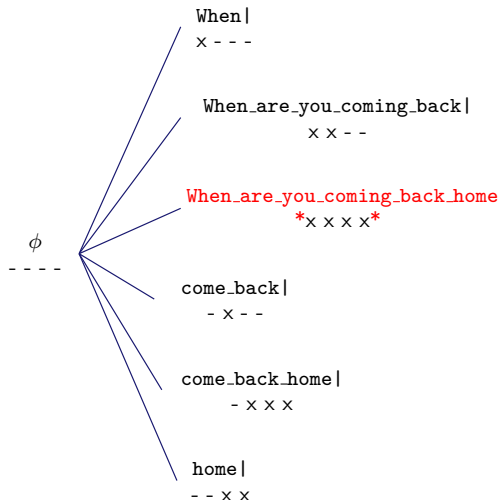 When|
x - - -
When_are_you_coming_back|
x x - -
When_are_you_coming_back_home
*x x x x*
ϕ
- - - -
come_back|
- x - -
come_back_home|
- x x x
home|
- - x x